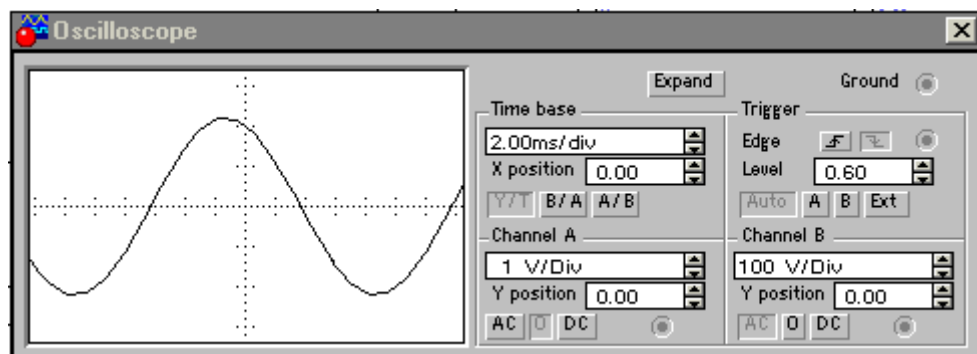 Oscilloscope
Expand Ground
Time base
2.00ms/div
X position 0.00
Y/T B/A A/B
Trigger
Edge
Level 0.60
Auto A B Ext
Channel A
1 V/Div
Y position 0.00
AC 0 DC
Channel B
100 V/Div
Y position 0.00
AC 0 DC